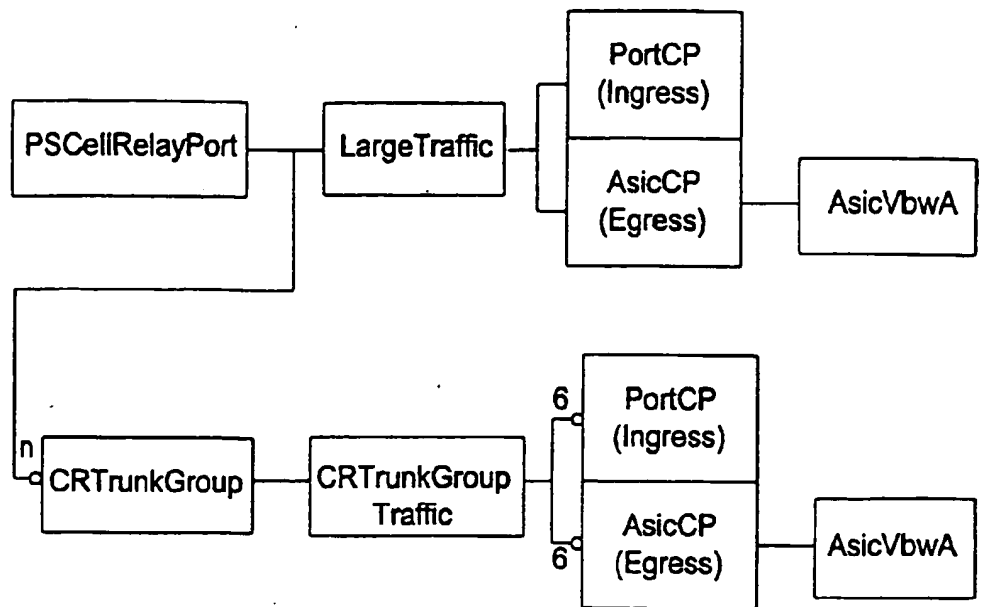 PSCellRelayPort
LargeTraffic
PortCP
(Ingress)
AsicCP
(Egress)
AsicVbwA
n
CRTrunkGroup
CRTrunkGroup
Traffic
6
6
PortCP
(Ingress)
AsicCP
(Egress)
AsicVbwA